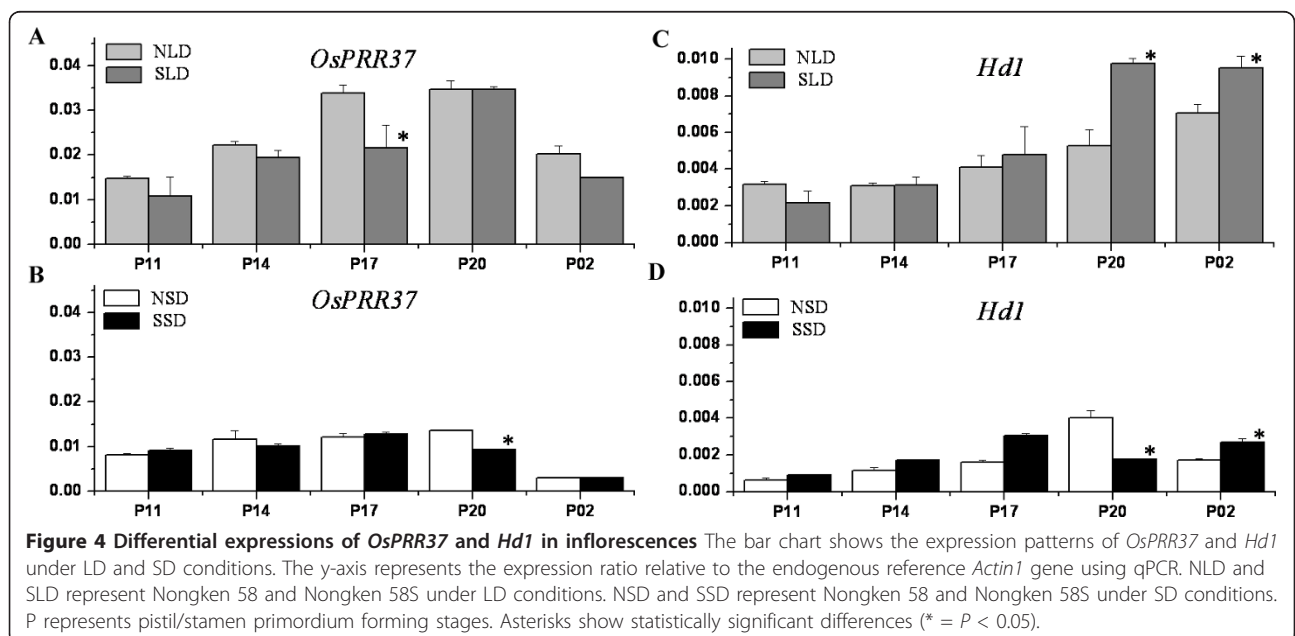 A
NLD
SLD
OsPRR37
0.04
0.03
0.02
0.01
0.00
*
P11 P14 P17 P20 P02
C
NLD
SLD
Hd1
0.010
0.008
0.006
0.004
0.002
0.000
* *
P11 P14 P17 P20 P02
B
NSD
SSD
OsPRR37
0.04
0.03
0.02
0.01
0.00
*
P11 P14 P17 P20 P02
D
NSD
SSD
Hd1
0.010
0.008
0.006
0.004
0.002
0.000
* *
P11 P14 P17 P20 P02
Figure 4 Differential expressions of OsPRR37 and Hd1 in inflorescences The bar chart shows the expression patterns of OsPRR37 and Hd1
under LD and SD conditions. The y-axis represents the expression ratio relative to the endogenous reference Actin1 gene using qPCR. NLD and
SLD represent Nongken 58 and Nongken 58S under LD conditions. NSD and SSD represent Nongken 58 and Nongken 58S under SD conditions.
P represents pistil/stamen primordium forming stages. Asterisks show statistically significant differences (* = P < 0.05).